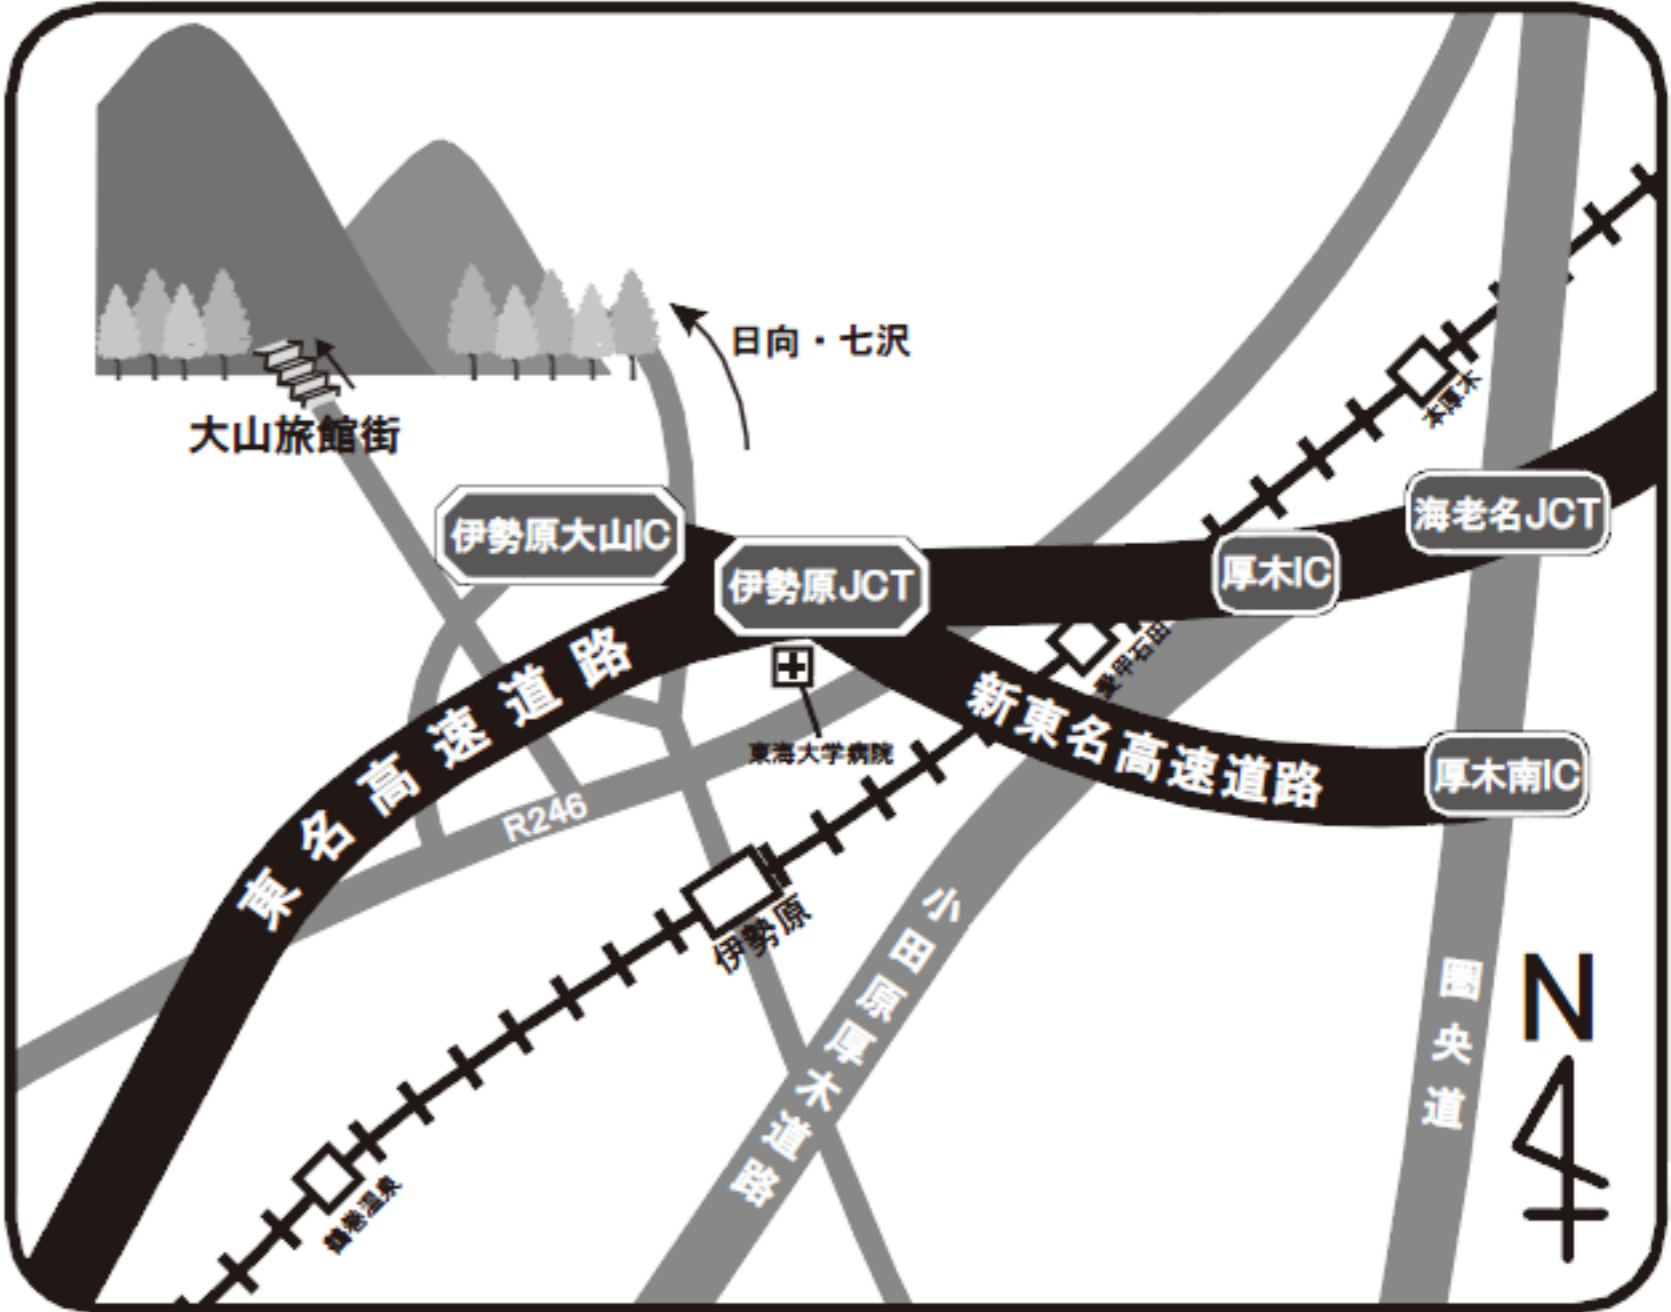 日向・七沢
大山旅館街
本厚木
伊勢原大山IC
伊勢原JCT
厚木IC
海老名JCT
愛甲石田
東名高速道路
新東名高速道路
東海大学病院
厚木南IC
R246
伊勢原
小田原厚木道路
圏央道
N
鶴巻温泉